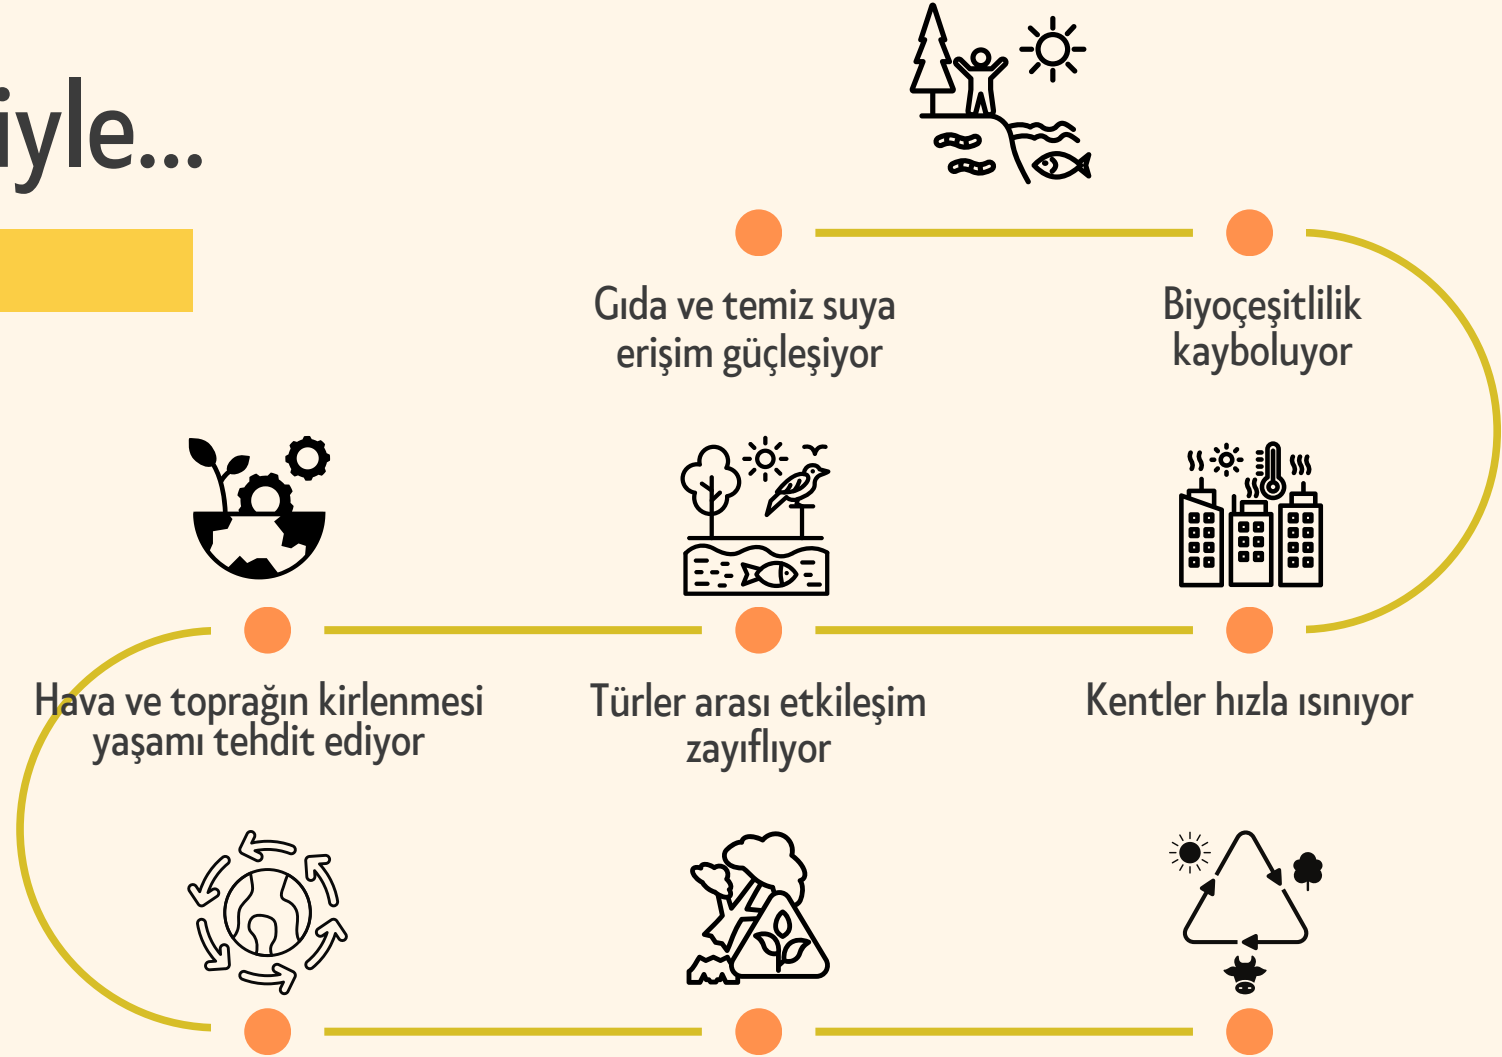 iyle...
Gıda ve temiz suya
erişim güçleşiyor
Biyoçeşitlilik
kayboluyor
Hava ve toprağın kirlenmesi
yaşamı tehdit ediyor
Türler arası etkileşim
zayıflıyor
Kentler hızla ısınıyor